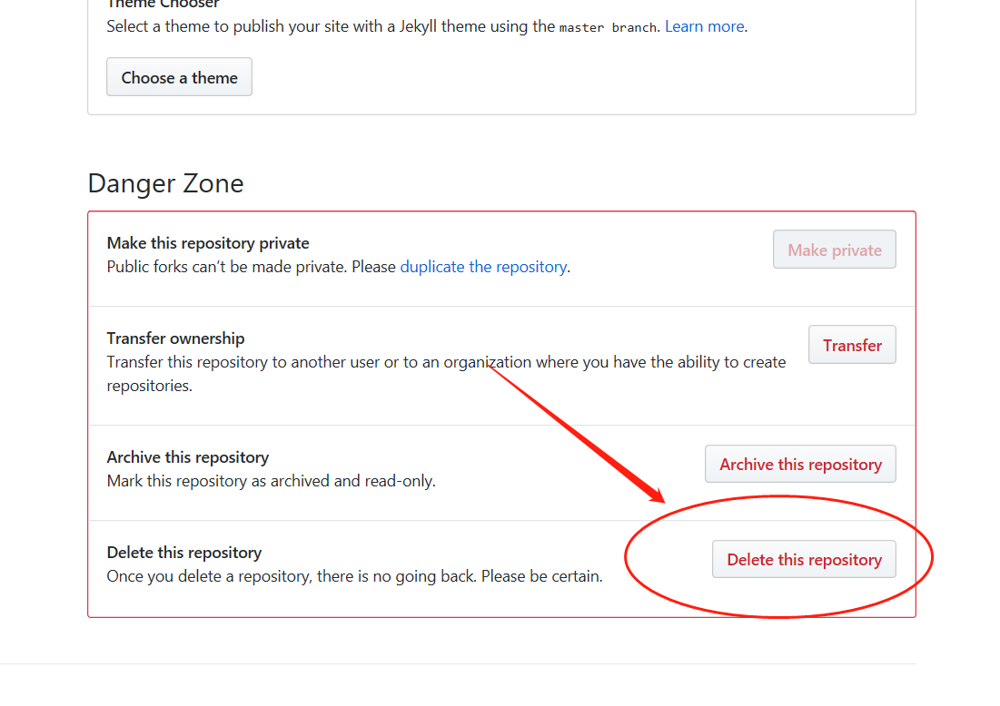 Theme Chooser
Select a theme to publish your site with a Jekyll theme using the master branch. Learn more.
Choose a theme
Danger Zone
Make this repository private
Public forks can’t be made private. Please duplicate the repository.
Make private
Transfer ownership
Transfer this repository to another user or to an organization where you have the ability to create
repositories.
Transfer
Archive this repository
Mark this repository as archived and read-only.
Archive this repository
Delete this repository
Once you delete a repository, there is no going back. Please be certain.
Delete this repository